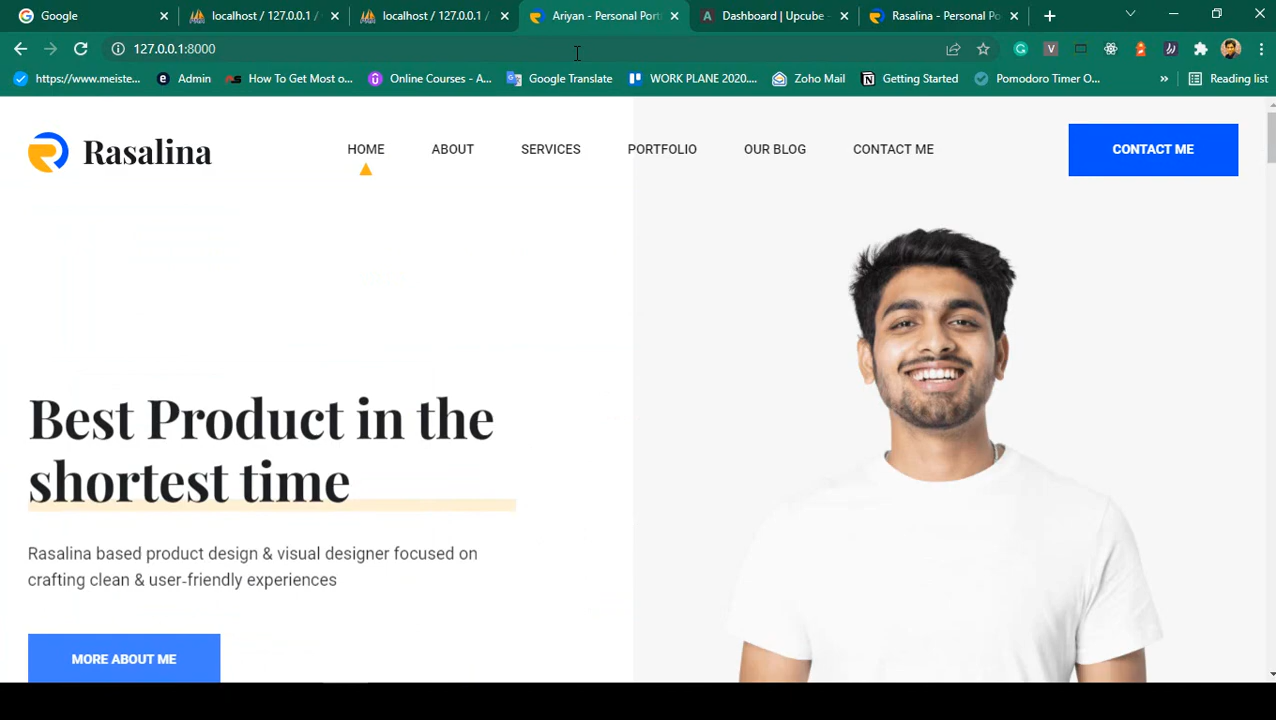 Google
localhost / 127.0.0.1 /
localhost / 127.0.0.1 /
Ariyan - Personal Port
Dashboard | Upcube -
Rasalina - Personal Po
127.0.0.1:8000
https://www.meiste...
Admin
How To Get Most o...
Online Courses - A...
Google Translate
WORK PLANE 2020....
Zoho Mail
Getting Started
Pomodoro Timer O...
»
Reading list
Rasalina
HOME
ABOUT
SERVICES
PORTFOLIO
OUR BLOG
CONTACT ME
CONTACT ME
Best Product in the
shortest time
Rasalina based product design & visual designer focused on
crafting clean & user-friendly experiences
MORE ABOUT ME